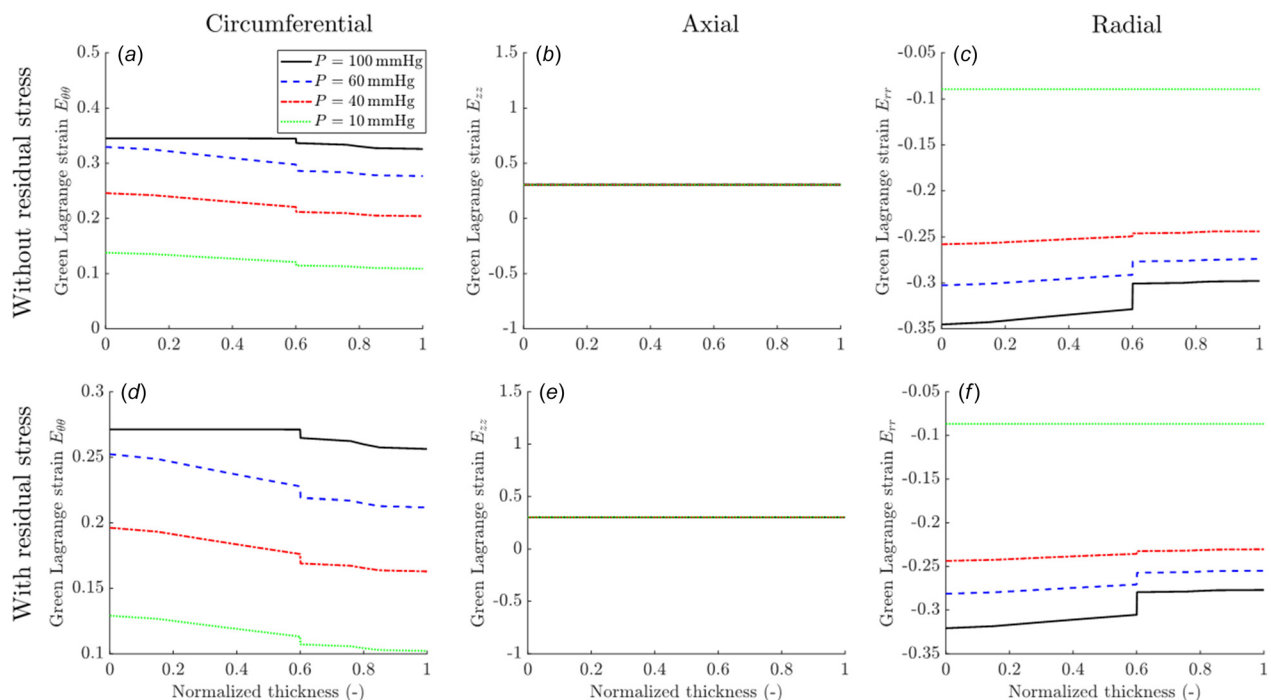 Circumferential
Axial
Radial
Without residual stress
(a)
Green Lagrange strain Eθθ
0.5
0.4
0.3
0.2
0.1
0
P = 100 mmHg
P = 60 mmHg
P = 40 mmHg
P = 10 mmHg
0 0.2 0.4 0.6 0.8 1
(b)
Green Lagrange strain Ezz
1.5
1
0.5
0
-0.5
-1
0 0.2 0.4 0.6 0.8 1
(c)
Green Lagrange strain Err
-0.05
-0.1
-0.15
-0.2
-0.25
-0.3
-0.35
0 0.2 0.4 0.6 0.8 1
With residual stress
(d)
Green Lagrange strain Eθθ
0.3
0.25
0.2
0.15
0.1
0 0.2 0.4 0.6 0.8 1
Normalized thickness (-)
(e)
Green Lagrange strain Ezz
1.5
1
0.5
0
-0.5
-1
0 0.2 0.4 0.6 0.8 1
Normalized thickness (-)
(f)
Green Lagrange strain Err
-0.05
-0.1
-0.15
-0.2
-0.25
-0.3
-0.35
0 0.2 0.4 0.6 0.8 1
Normalized thickness (-)